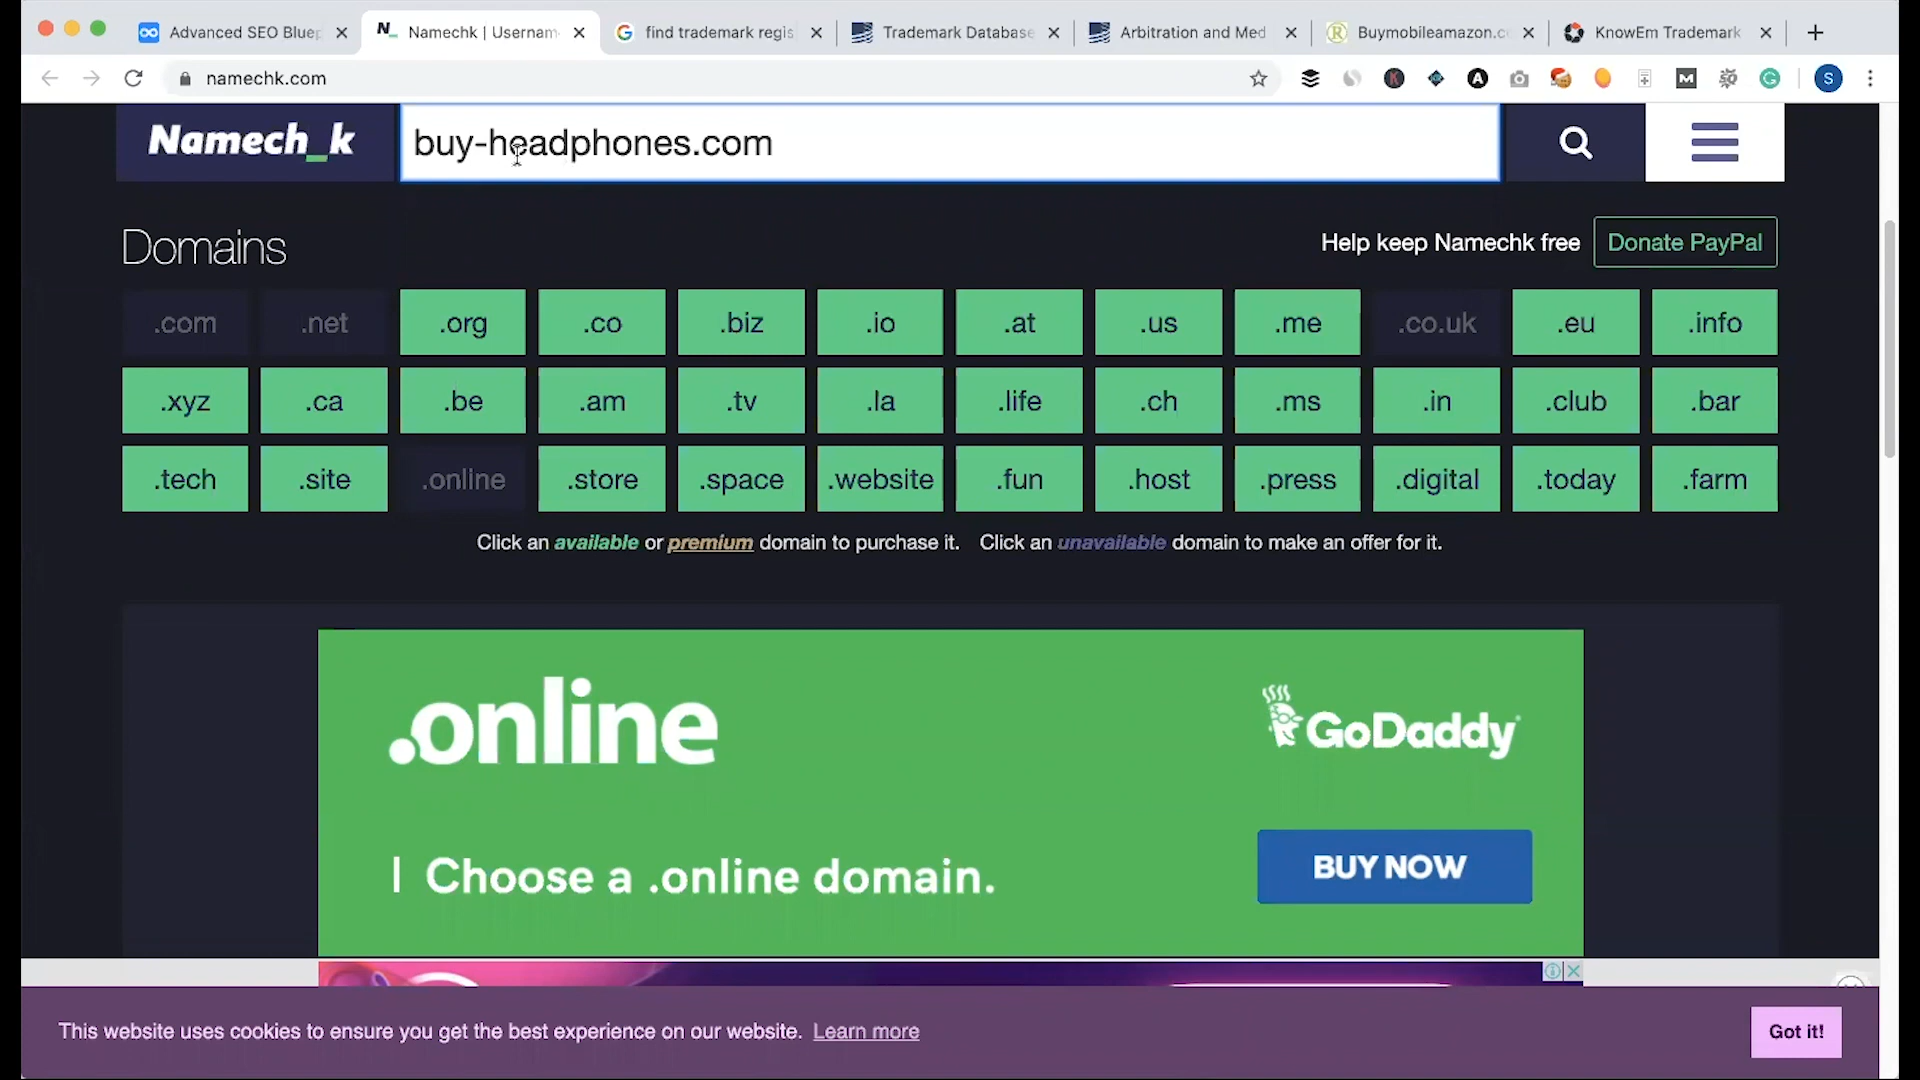 Advanced SEO Bluep
Namechk | Usernam
find trademark regis
Trademark Database
Arbitration and Med
Buymobileamazon.c
KnowEm Trademark
namechk.com
S
Namech_k
buy-headphones.com
Domains
Help keep Namechk free
Donate PayPal
.com .net .org .co .biz .io .at .us .me .co.uk .eu .info
.xyz .ca .be .am .tv .la .life .ch .ms .in .club .bar
.tech .site .online .store .space .website .fun .host .press .digital .today .farm
Click an available or premium domain to purchase it. Click an unavailable domain to make an offer for it.
.online
GoDaddy
Choose a .online domain.
BUY NOW
This website uses cookies to ensure you get the best experience on our website. Learn more
Got it!